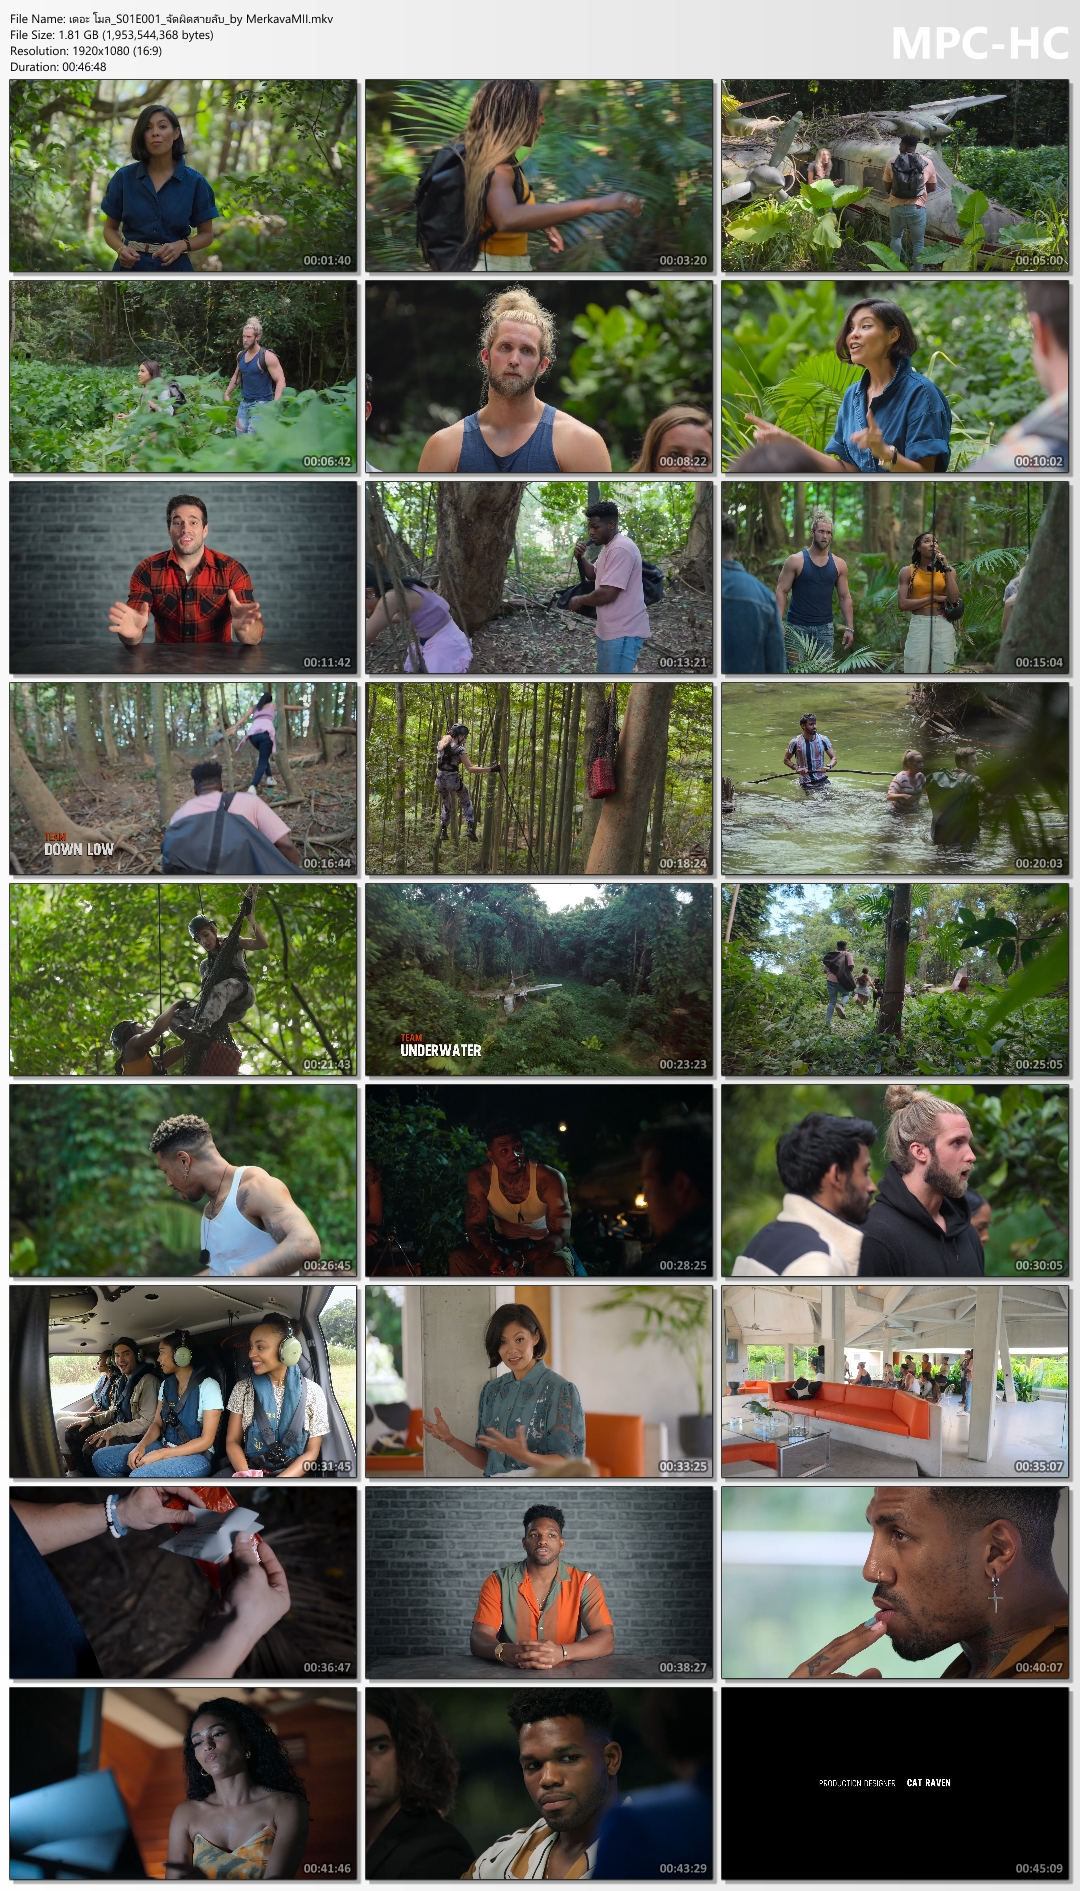 File Name: เดอะ โมล_S01E001_จัดผิดสายลับ_by MerkavaMII.mkv
File Size: 1.81 GB (1,953,544,368 bytes)
Resolution: 1920x1080 (16:9)
Duration: 00:46:48
MPC-HC
00:01:40
00:03:20
00:05:00
00:06:42
00:08:22
00:10:02
00:11:42
00:13:21
00:15:04
TEAM
DOWN LOW
00:16:44
00:18:24
00:20:03
00:21:43
TEAM
UNDERWATER
00:23:23
00:25:05
00:26:45
00:28:25
00:30:05
00:31:45
00:33:25
00:35:07
00:36:47
00:38:27
00:40:07
00:41:46
00:43:29
PRODUCTION DESIGNER CAT RAVEN
00:45:09